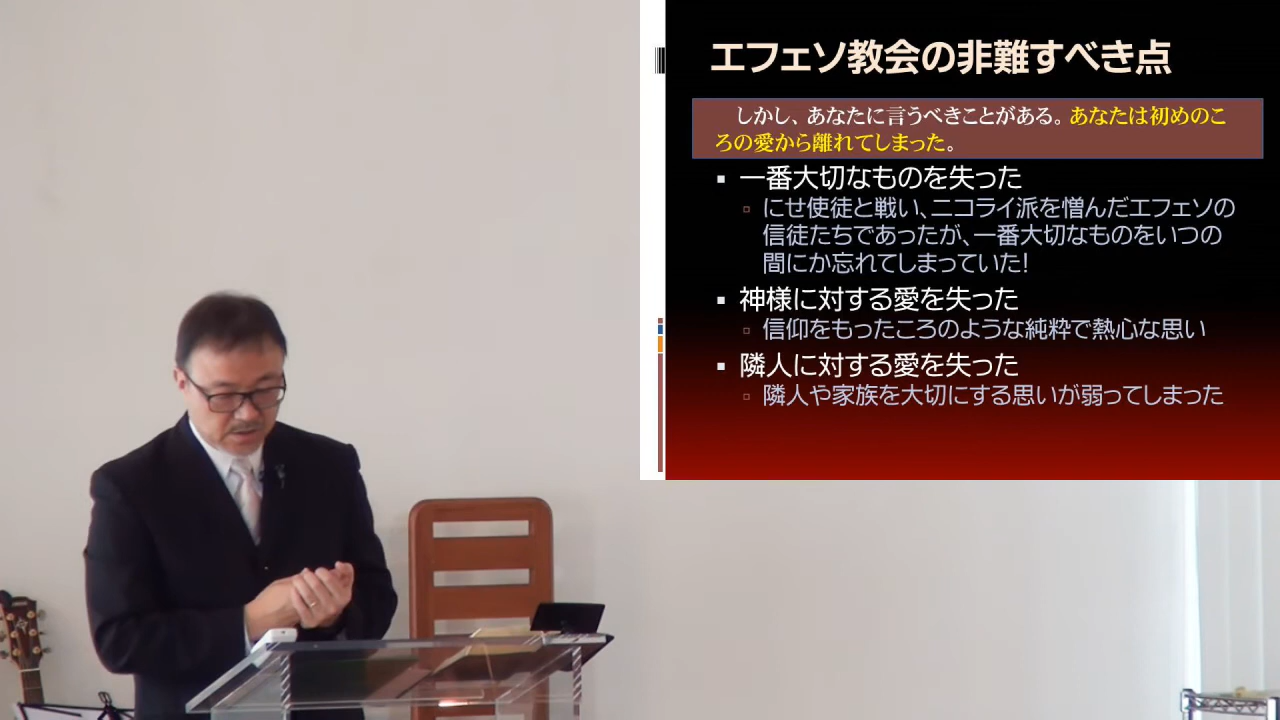 エフェソ教会の非難すべき点
しかし、あなたに言うべきことがある。あなたは初めのこ
ろの愛から離れてしまった。
▪ 一番大切なものを失った
▫ にせ使徒と戦い、ニコライ派を憎んだエフェソの
信徒たちであったが、一番大切なものをいつの
間にか忘れてしまっていた!
▪ 神様に対する愛を失った
▫ 信仰をもったころのような純粋で熱心な思い
▪ 隣人に対する愛を失った
▫ 隣人や家族を大切にする思いが弱ってしまった